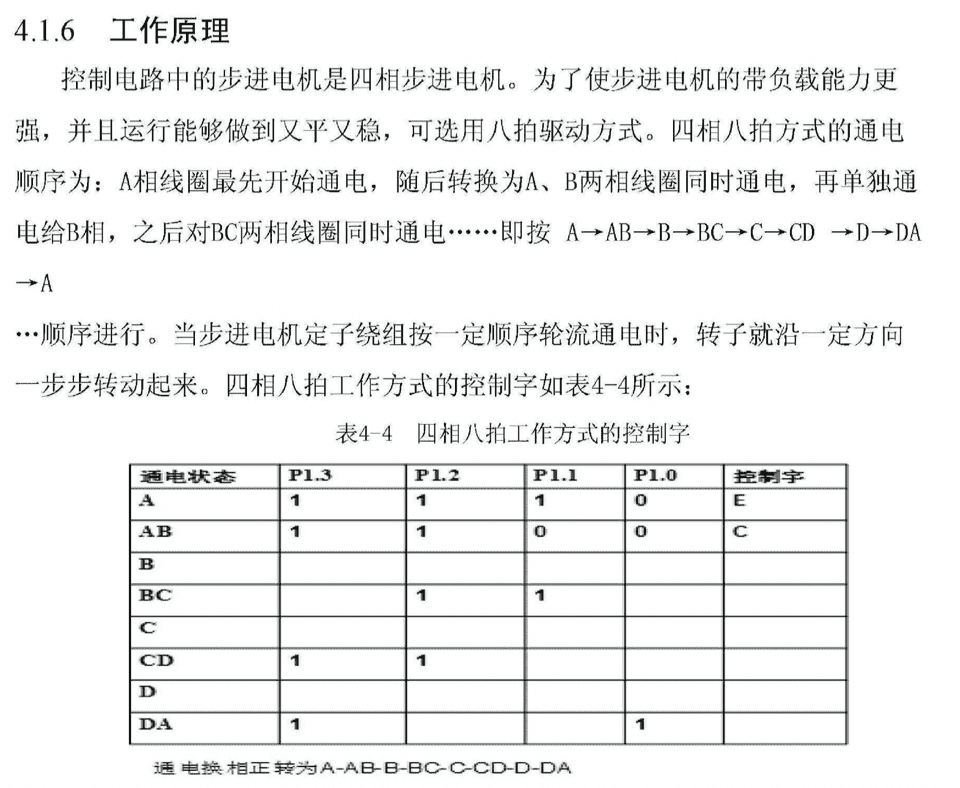 4.1.6 工作原理
控制电路中的步进电机是四相步进电机。为了使步进电机的带负载能力更
强，并且运行能够做到又平又稳，可选用八拍驱动方式。四相八拍方式的通电
顺序为：A相线圈最先开始通电，随后转换为A、B两相线圈同时通电，再单独通
电给B相，之后对BC两相线圈同时通电……即按 A→AB→B→BC→C→CD →D→DA
→A
…顺序进行。当步进电机定子绕组按一定顺序轮流通电时，转子就沿一定方向
一步步转动起来。四相八拍工作方式的控制字如表4-4所示：
表4-4 四相八拍工作方式的控制字
通电状态 P1.3 P1.2 P1.1 P1.0 控制字
A 1 1 1 0 E
AB 1 1 0 0 C
B
BC 1 1
C
CD 1 1
D
DA 1 1
通电换相正转为A-AB-B-BC-C-CD-D-DA